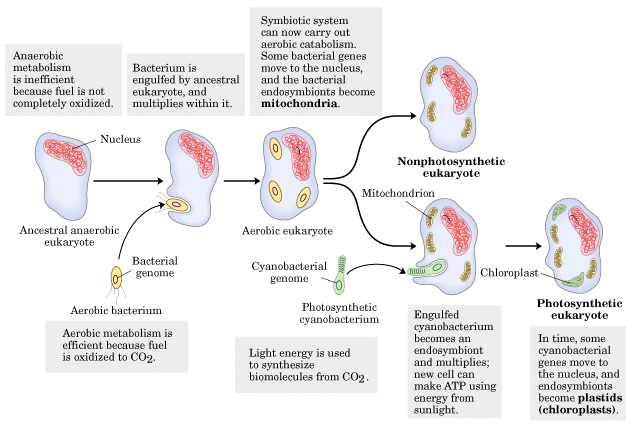 Anaerobic
metabolism
is inefficient
because fuel is not
completely oxidized.
Bacterium is
engulfed by ancestral
eukaryote, and
multiplies within it.
Symbiotic system
can now carry out
aerobic catabolism.
Some bacterial genes
move to the nucleus,
and the bacterial
endosymbionts become
mitochondria.
Nucleus
Ancestral anaerobic
eukaryote
Aerobic eukaryote
Nonphotosynthetic
eukaryote
Mitochondrion
Bacterial
genome
Aerobic bacterium
Cyanobacterial
genome
Photosynthetic
cyanobacterium
Chloroplast
Photosynthetic
eukaryote
Aerobic metabolism is
efficient because fuel
is oxidized to CO2.
Light energy is used
to synthesize
biomolecules from CO2.
Engulfed
cyanobacterium
becomes an
endosymbiont
and multiplies;
new cell can
make ATP using
energy from
sunlight.
In time, some
cyanobacterial
genes move to
the nucleus, and
endosymbionts
become plastids
(chloroplasts).